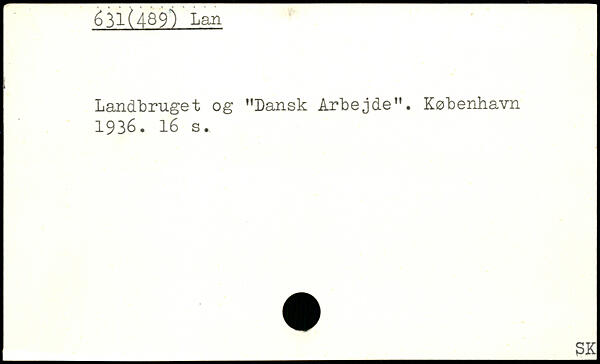 631(489) Lan
Landbruget og "Dansk Arbejde". København
1936. 16 s.
SK